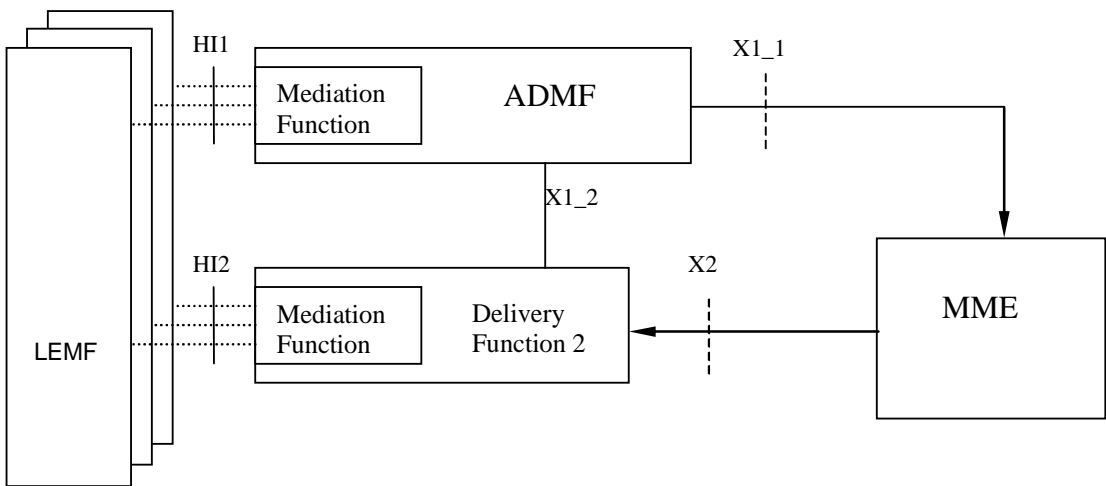 HI1
X1_1
Mediation
Function
ADMF
X1_2
HI2
X2
Mediation
Function
Delivery
Function 2
MME
LEMF